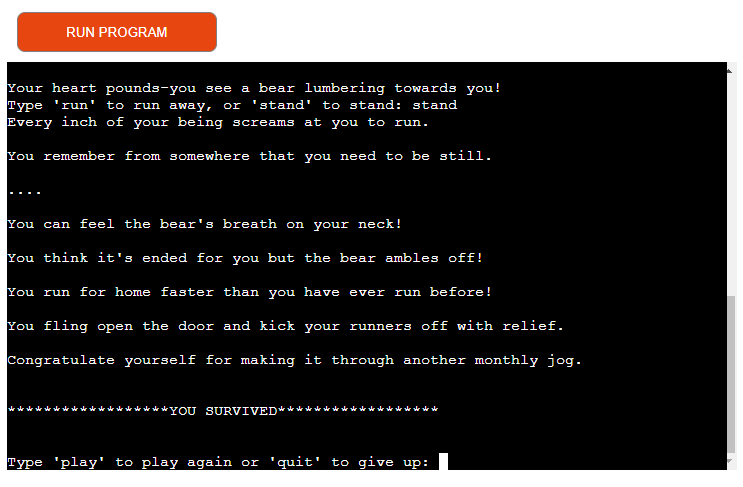 RUN PROGRAM
Your heart pounds-you see a bear lumbering towards you!
Type 'run' to run away, or 'stand' to stand: stand
Every inch of your being screams at you to run.
You remember from somewhere that you need to be still.
....
You can feel the bear's breath on your neck!
You think it's ended for you but the bear ambles off!
You run for home faster than you have ever run before!
You fling open the door and kick your runners off with relief.
Congratulate yourself for making it through another monthly jog.
******************YOU SURVIVED******************
Type 'play' to play again or 'quit' to give up: